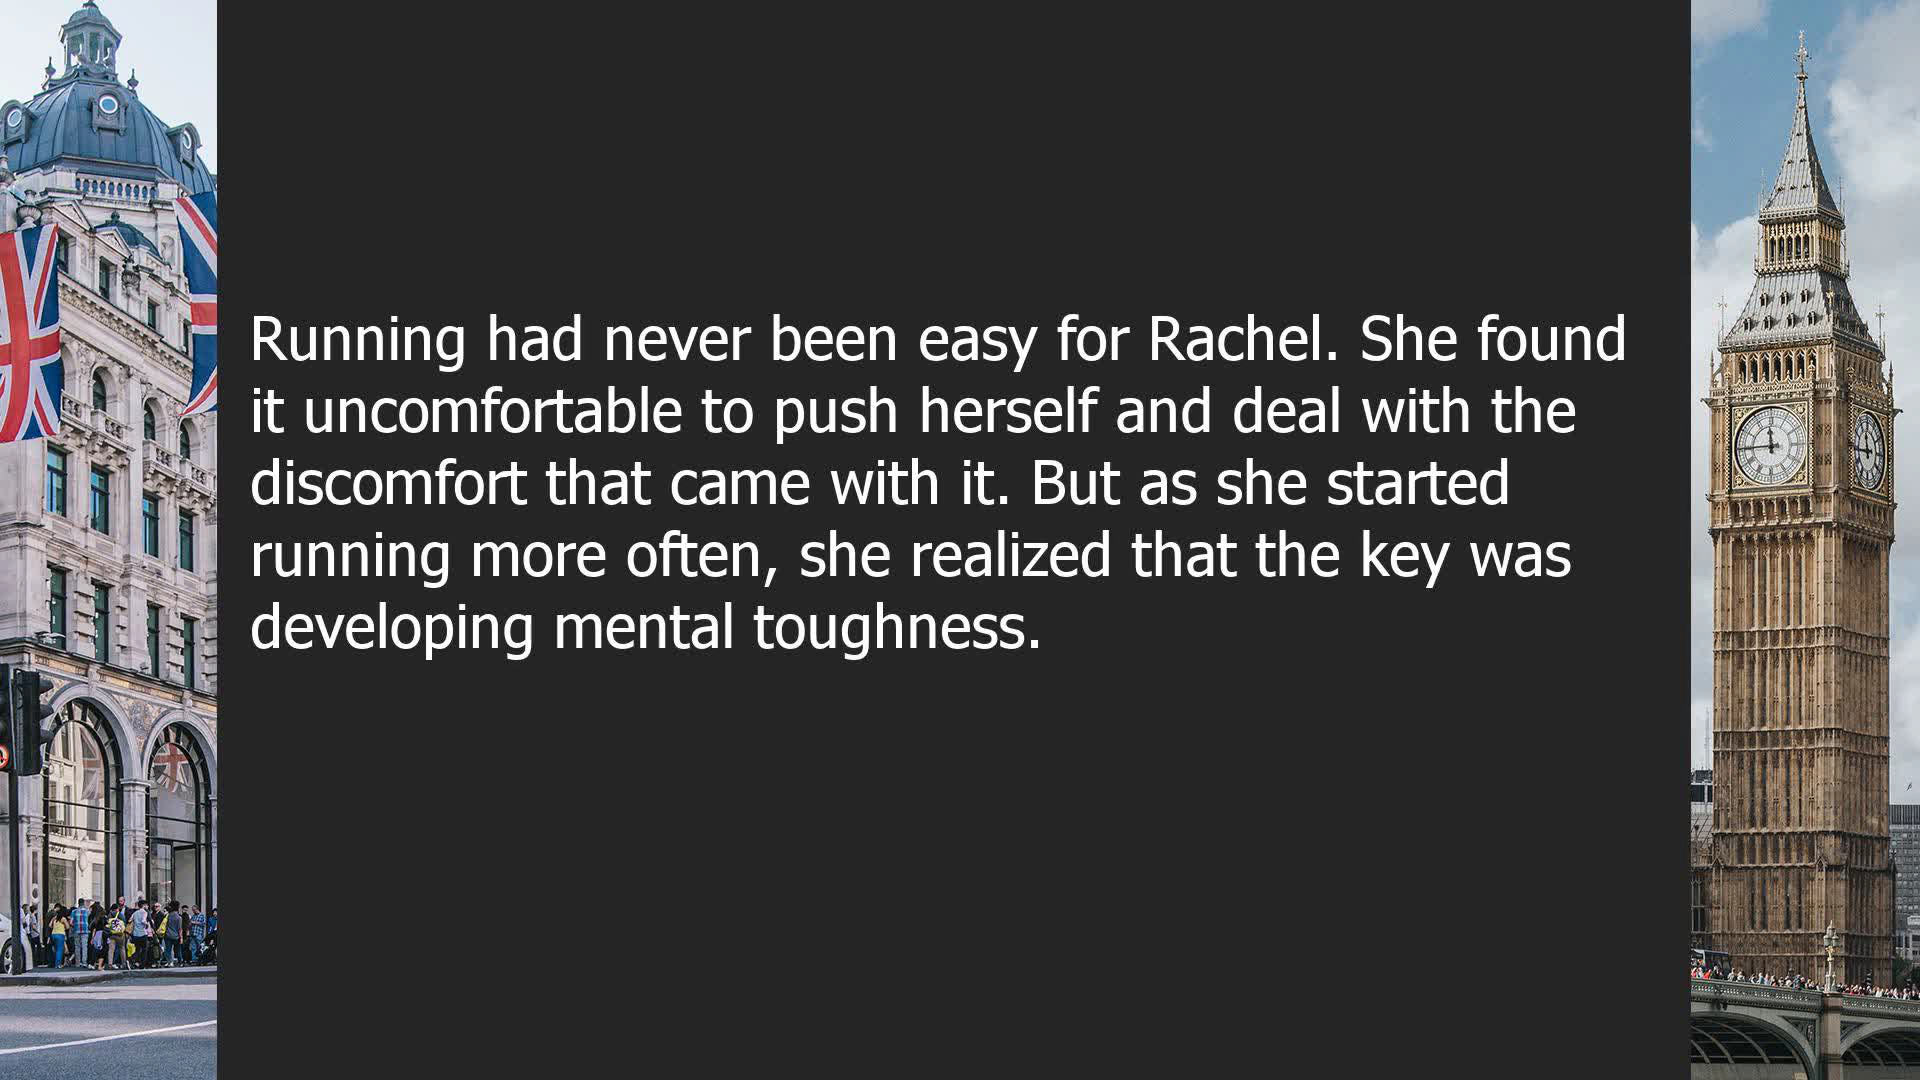 Running had never been easy for Rachel. She found
it uncomfortable to push herself and deal with the
discomfort that came with it. But as she started
running more often, she realized that the key was
developing mental toughness.